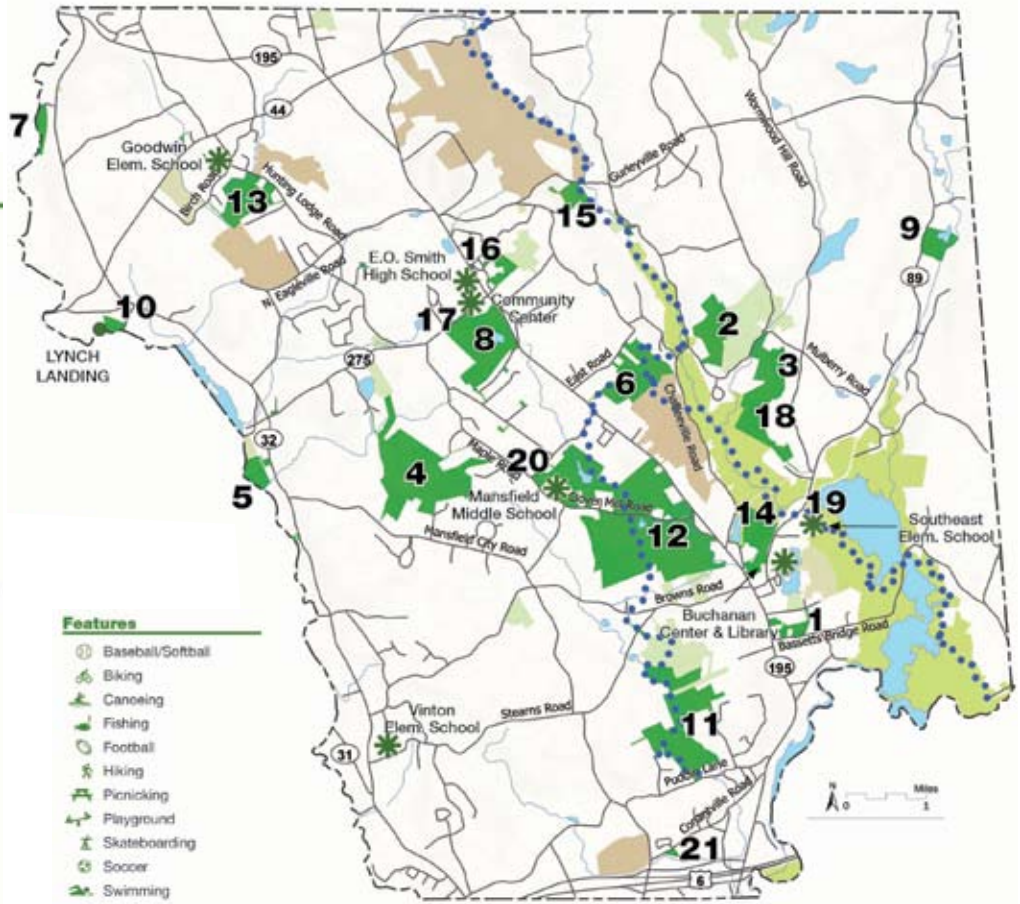 195
44
7
Goodwin
Elem. School
Birch Road
13
Hunting Lodge Road
Gurleyville Road
Wormwood Hill Road
15
9
89
16
E.O. Smith
High School
N. Eagleville Road
Community
Center
17
8
10
LYNCH
LANDING
275
East Road
2
3
Mulberry Road
6
Chaffeeville Road
18
32
5
4
Maple Road
20
Mansfield
Middle School
12
14
19
Southeast
Elem. School
Mansfield City Road
Browns Road
Buchanan
Center & Library
1
Bassetts Bridge Road
195
Vinton
Elem. School
Stearns Road
31
11
Puddin Lane
N
0
Miles
1
21
6
Features
Baseball/Softball
Biking
Canoeing
Fishing
Football
Hiking
Picnicking
Playground
Skateboarding
Soccer
Swimming